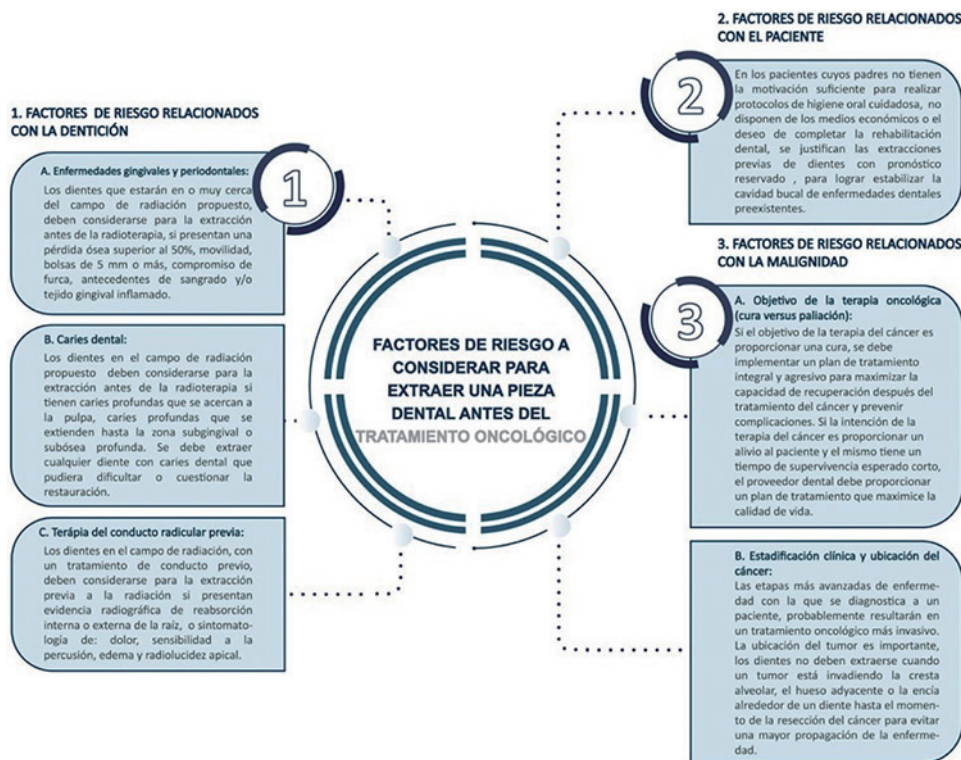 1. FACTORES DE RIESGO RELACIONADOS
CON LA DENTICIÓN
1
A. Enfermedades gingivales y periodontales:
Los dientes que estarán en o muy cerca
del campo de radiación propuesto,
deben considerarse para la extracción
antes de la radioterapia, si presentan una
pérdida ósea superior al 50%, movilidad,
bolsas de 5 mm o más, compromiso de
furca, antecedentes de sangrado y/o
tejido gingival inflamado.
B. Caries dental:
Los dientes en el campo de radiación
propuesto deben considerarse para la
extracción antes de la radioterapia si
tienen caries profundas que se acercan a
la pulpa, caries profundas que se
extienden hasta la zona subgingival o
subósea profunda. Se debe extraer
cualquier diente con caries dental que
pudiera dificultar o cuestionar la
restauración.
C. Terápia del conducto radicular previa:
Los dientes en el campo de radiación, con
un tratamiento de conducto previo,
deben considerarse para la extracción
previa a la radiación si presentan
evidencia radiográfica de reabsorción
interna o externa de la raíz, o sintomato-
logía de: dolor, sensibilidad a la
percusión, edema y radiolucidez apical.
FACTORES DE RIESGO A
CONSIDERAR PARA
EXTRAER UNA PIEZA
DENTAL ANTES DEL
TRATAMIENTO ONCOLÓGICO
2. FACTORES DE RIESGO RELACIONADOS
CON EL PACIENTE
2
En los pacientes cuyos padres no tienen
la motivación suficiente para realizar
protocolos de higiene oral cuidadosa, no
disponen de los medios económicos o el
deseo de completar la rehabilitación
dental, se justifican las extracciones
previas de dientes con pronóstico
reservado , para lograr estabilizar la
cavidad bucal de enfermedades dentales
preexistentes.
3. FACTORES DE RIESGO RELACIONADOS
CON LA MALIGNIDAD
3
A. Objetivo de la terapia oncológica
(cura versus paliación):
Si el objetivo de la terapia del cáncer es
proporcionar una cura, se debe
implementar un plan de tratamiento
integral y agresivo para maximizar la
capacidad de recuperación después del
tratamiento del cáncer y prevenir
complicaciones. Si la intención de la
terapia del cáncer es proporcionar un
alivio al paciente y el mismo tiene un
tiempo de supervivencia esperado corto,
el proveedor dental debe proporcionar
un plan de tratamiento que maximice la
calidad de vida.
B. Estadificación clínica y ubicación del
cáncer:
Las etapas más avanzadas de enferme-
dad con la que se diagnostica a un
paciente, probablemente resultarán en
un tratamiento oncológico más invasivo.
La ubicación del tumor es importante,
los dientes no deben extraerse cuando
un tumor está invadiendo la cresta
alveolar, el hueso adyacente o la encía
alrededor de un diente hasta el momen-
to de la resección del cáncer para evitar
una mayor propagación de la enferme-
dad.